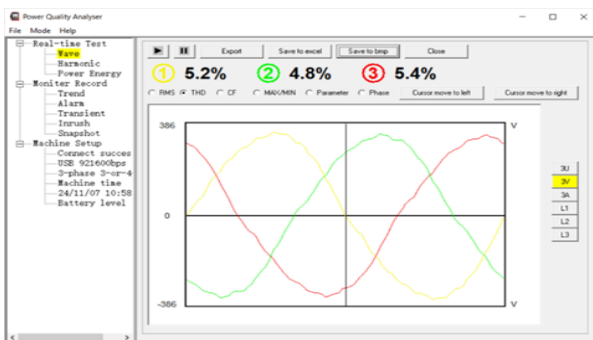 Power Quality Analyser
File Mode Help
Real-time Test
Wave
Harmonic
Power Energy
Moniter Record
Trend
Alarm
Transient
Inrush
Snapshot
Machine Setup
Connect succes
USB 921600bps
3-phase 3-or-4
Machine time
24/11/07 10:58
Battery level
Export Save to excel Save to bmp Close
1 5.2% 2 4.8% 3 5.4%
RMS THD CF MAX/MIN Parameter Phase Cursor move to left Cursor move to right
386 V
0
-386 V
3U
3V
3A
L1
L2
L3